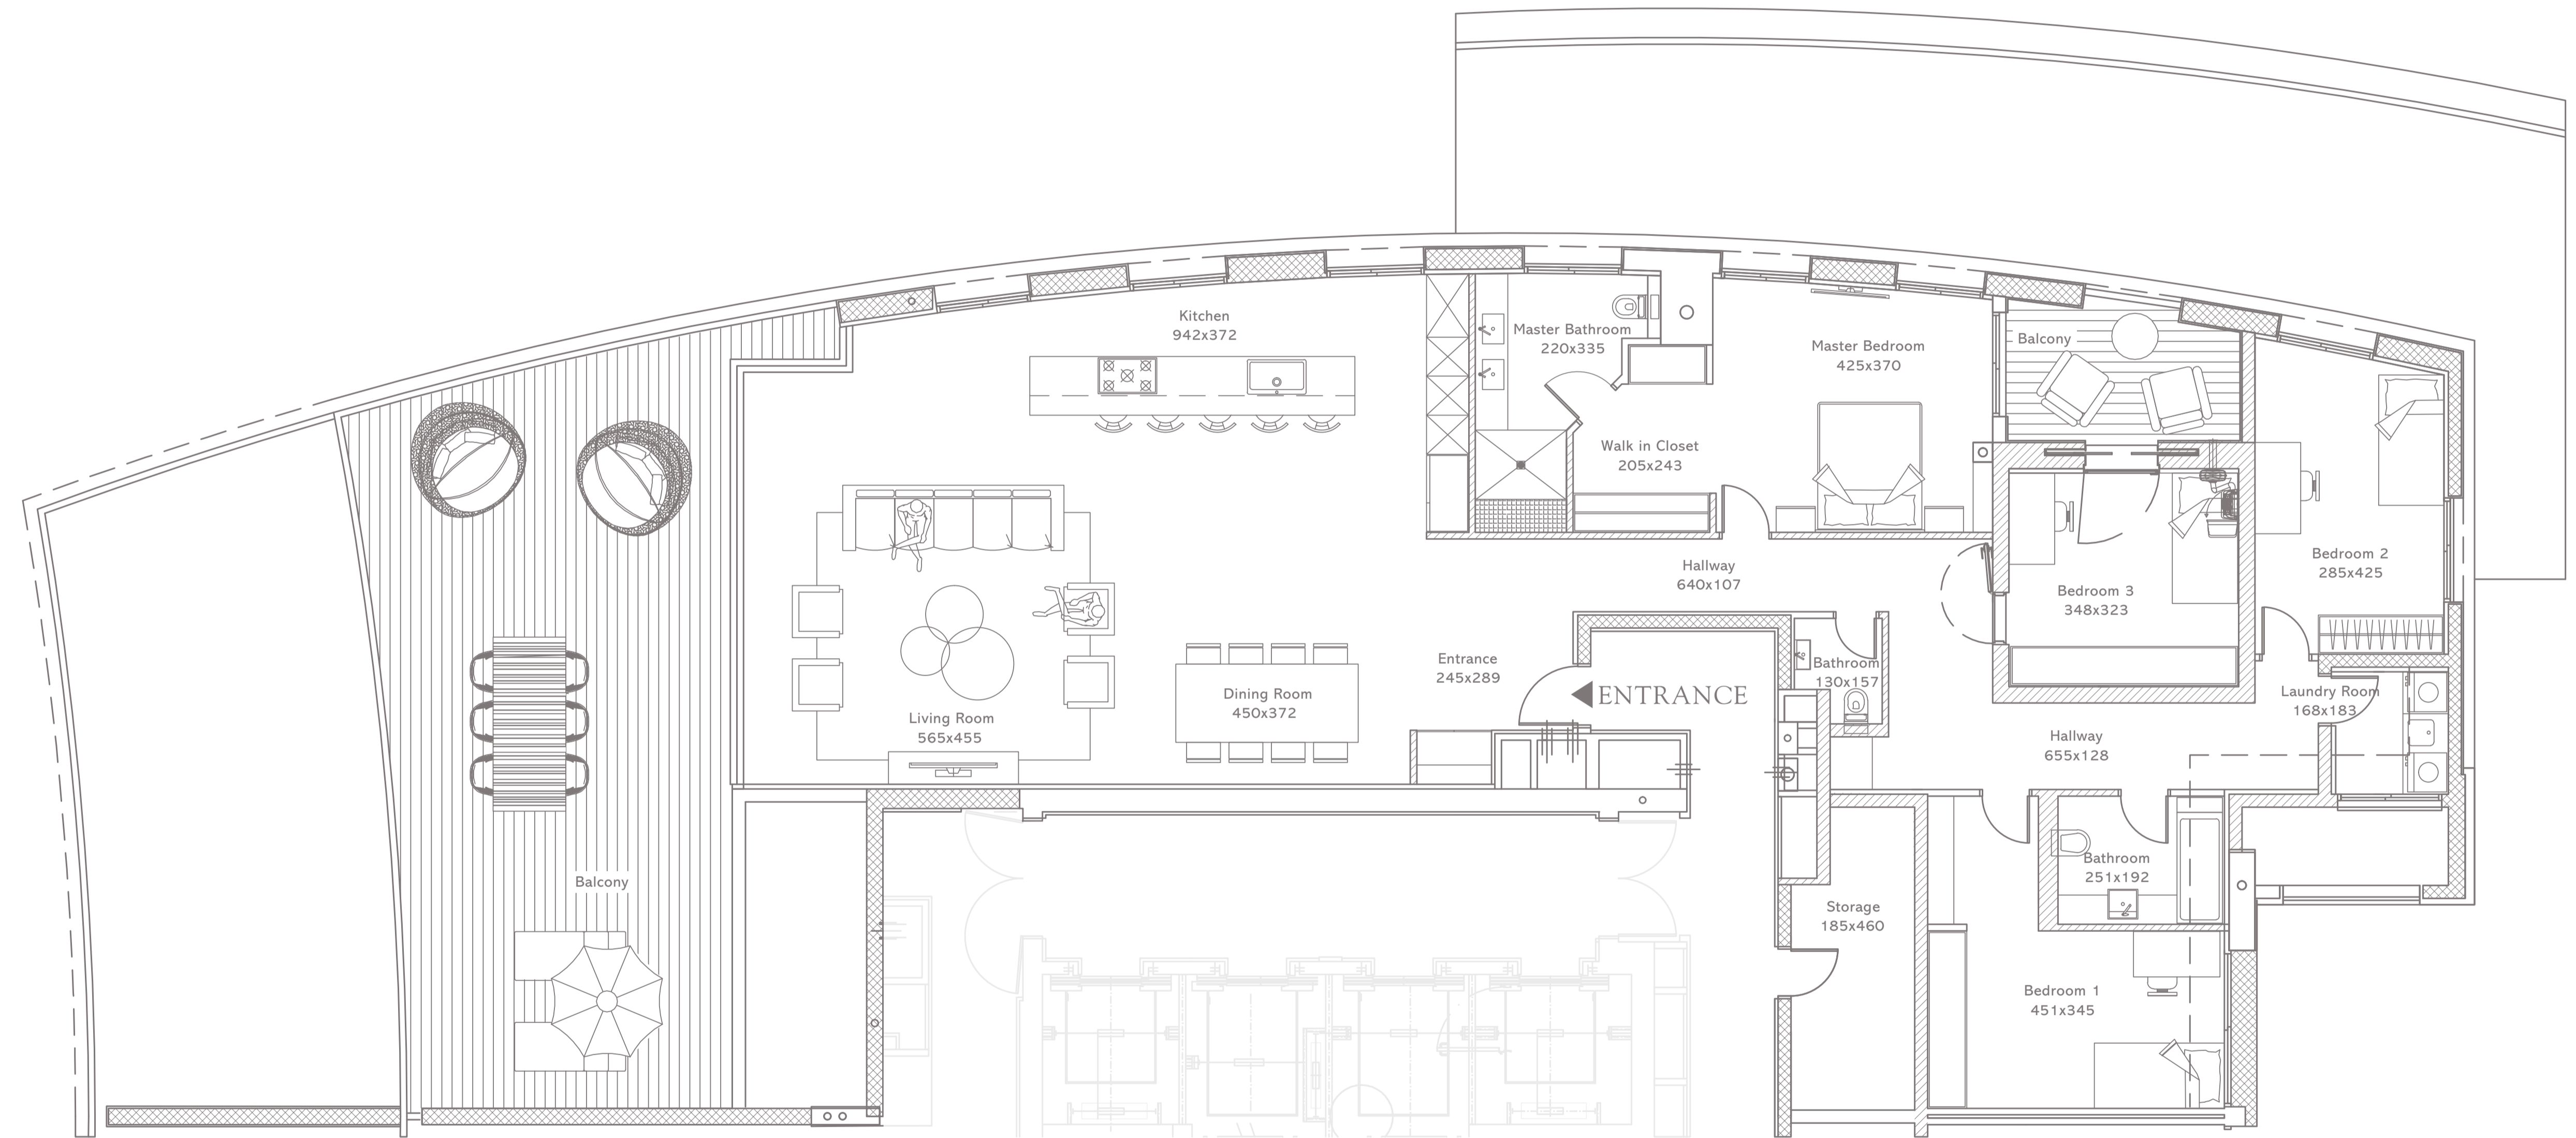 Kitchen
942x372
Master Bathroom
220x335
Master Bedroom
425x370
Balcony
Walk in Closet
205x243
Bedroom 2
285x425
Hallway
640x107
Bedroom 3
348x323
Entrance
245x289
ENTRANCE
Bathroom
130x157
Dining Room
450x372
Living Room
565x455
Laundry Room
168x183
Hallway
655x128
Balcony
Bathroom
251x192
Storage
185x460
Bedroom 1
451x345